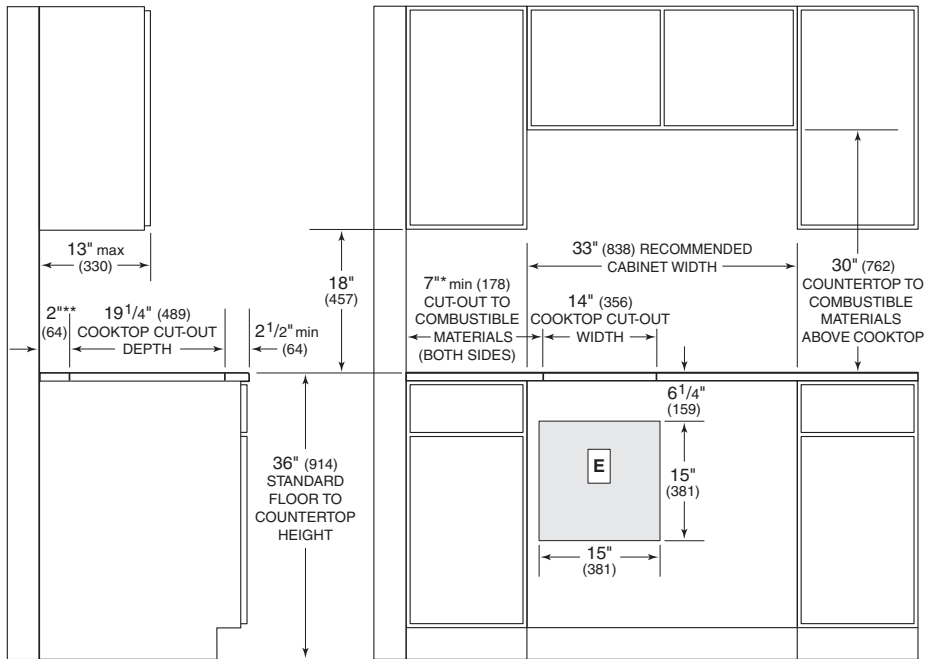 13" max
(330)
2"**
(64)
19 1/4" (489)
COOKTOP CUT-OUT
DEPTH
2 1/2" min
(64)
18"
(457)
36" (914)
STANDARD
FLOOR TO
COUNTERTOP
HEIGHT
7"* min (178)
CUT-OUT TO
COMBUSTIBLE
MATERIALS
(BOTH SIDES)
33" (838) RECOMMENDED
CABINET WIDTH
14" (356)
COOKTOP CUT-OUT
WIDTH
30" (762)
COUNTERTOP TO
COMBUSTIBLE
MATERIALS
ABOVE COOKTOP
6 1/4"
(159)
E
15"
(381)
15"
(381)